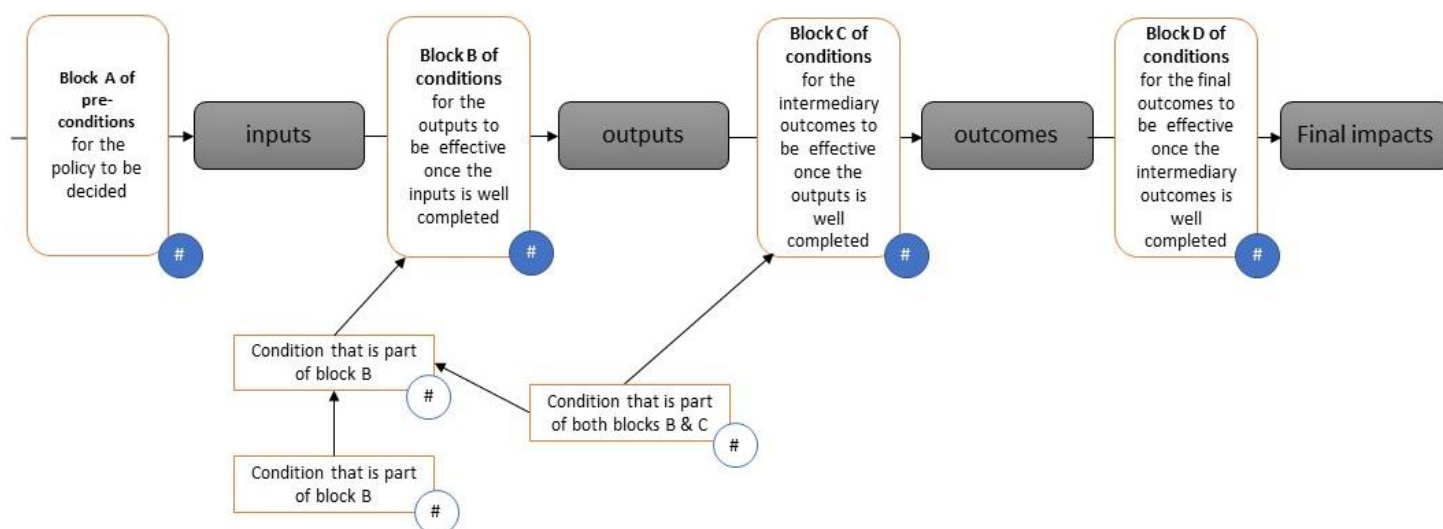 Block A of
pre-
conditions
for the
policy to be
decided
#
inputs
Block B of
conditions
for the
outputs to
be effective
once the
inputs is well
completed
#
outputs
Block C of
conditions
for the
intermediary
outcomes to
be effective
once the
outputs is
well
completed
#
outcomes
Block D of
conditions
for the final
outcomes to
be effective
once the
intermediary
outcomes is
well
completed
#
Final impacts
Condition that is part
of block B
#
Condition that is part
of both blocks B & C
#
Condition that is part
of block B
#